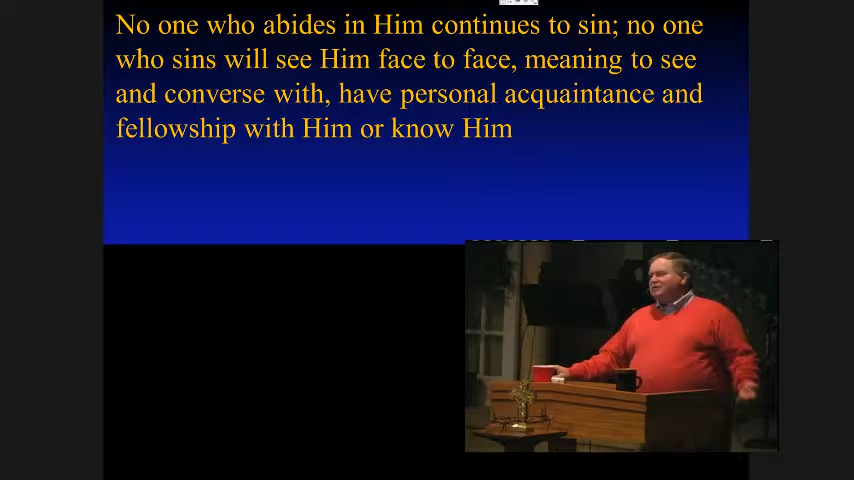 No one who abides in Him continues to sin; no one
who sins will see Him face to face, meaning to see
and converse with, have personal acquaintance and
fellowship with Him or know Him